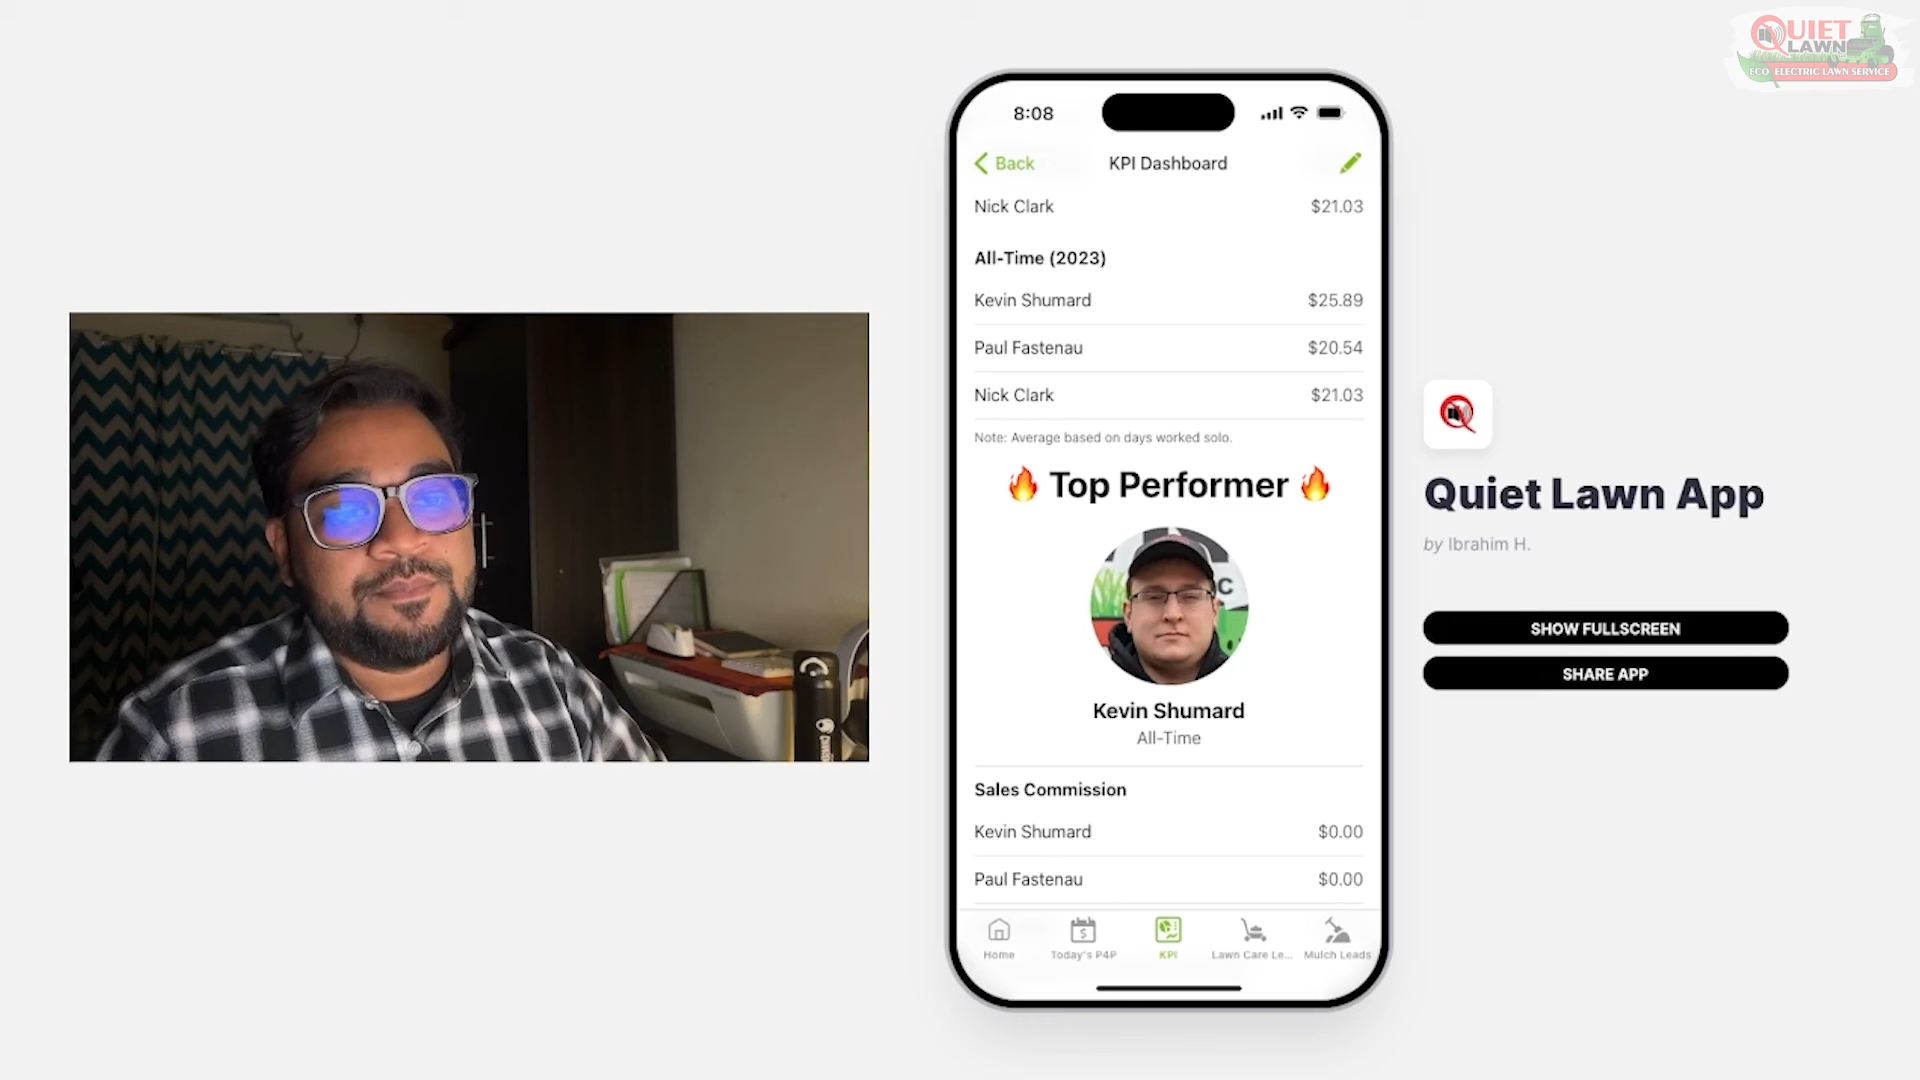 QUIET
LAWN
ECO ELECTRIC LAWN SERVICE
8:08
Back
KPI Dashboard
Nick Clark $21.03
All-Time (2023)
Kevin Shumard $25.89
Paul Fastenau $20.54
Nick Clark $21.03
Note: Average based on days worked solo.
🔥 Top Performer 🔥
C
Kevin Shumard
All-Time
Sales Commission
Kevin Shumard $0.00
Paul Fastenau $0.00
Home Today's P4P KPI Lawn Care Le... Mulch Leads
Quiet Lawn App
by Ibrahim H.
SHOW FULLSCREEN
SHARE APP